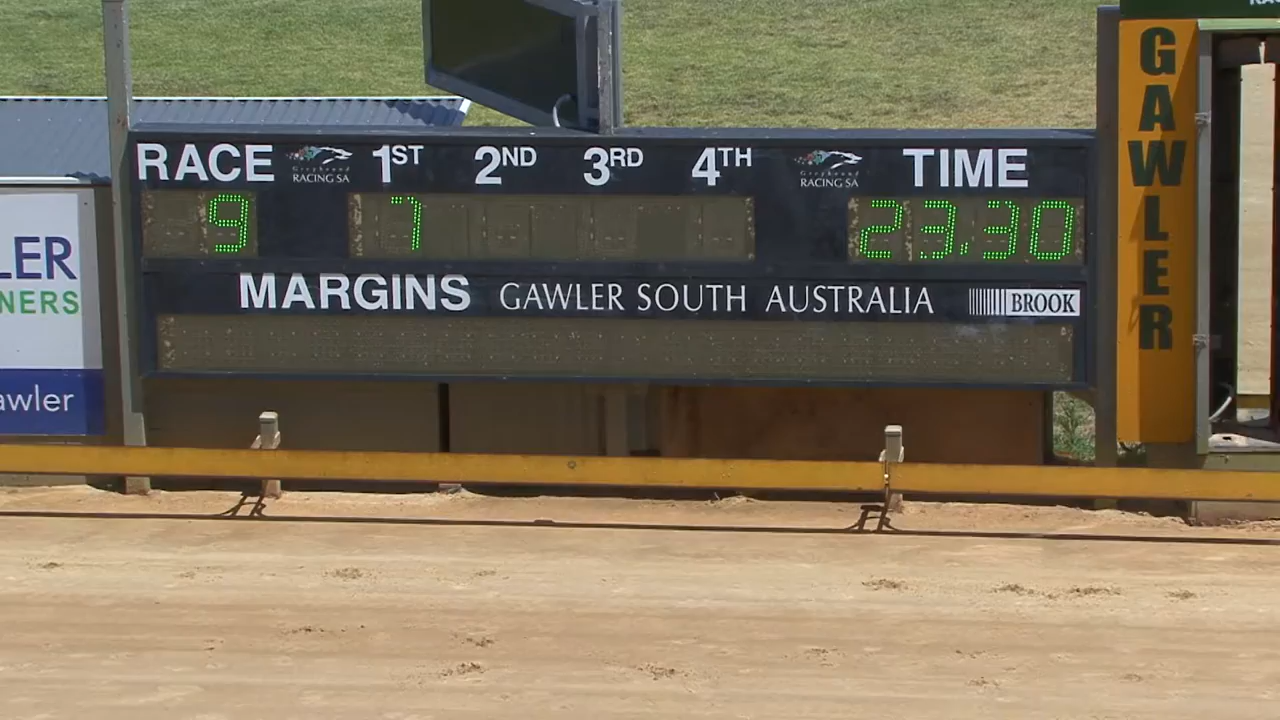 RACE
Greyhound
RACING SA
1ST 2ND 3RD 4TH
Greyhound
RACING SA
TIME
9 7 23.30
MARGINS GAWLER SOUTH AUSTRALIA BROOK
GAWLER
LER
NERS
awler